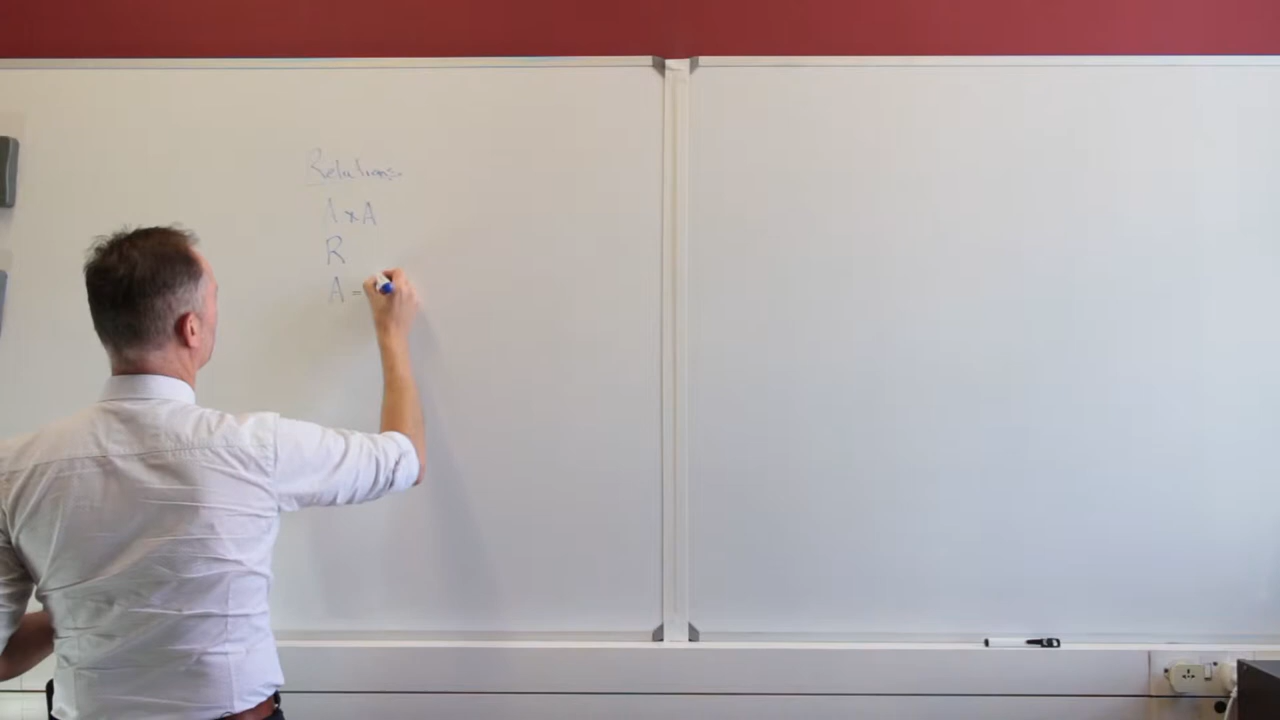 Relations
A × A
R
A =